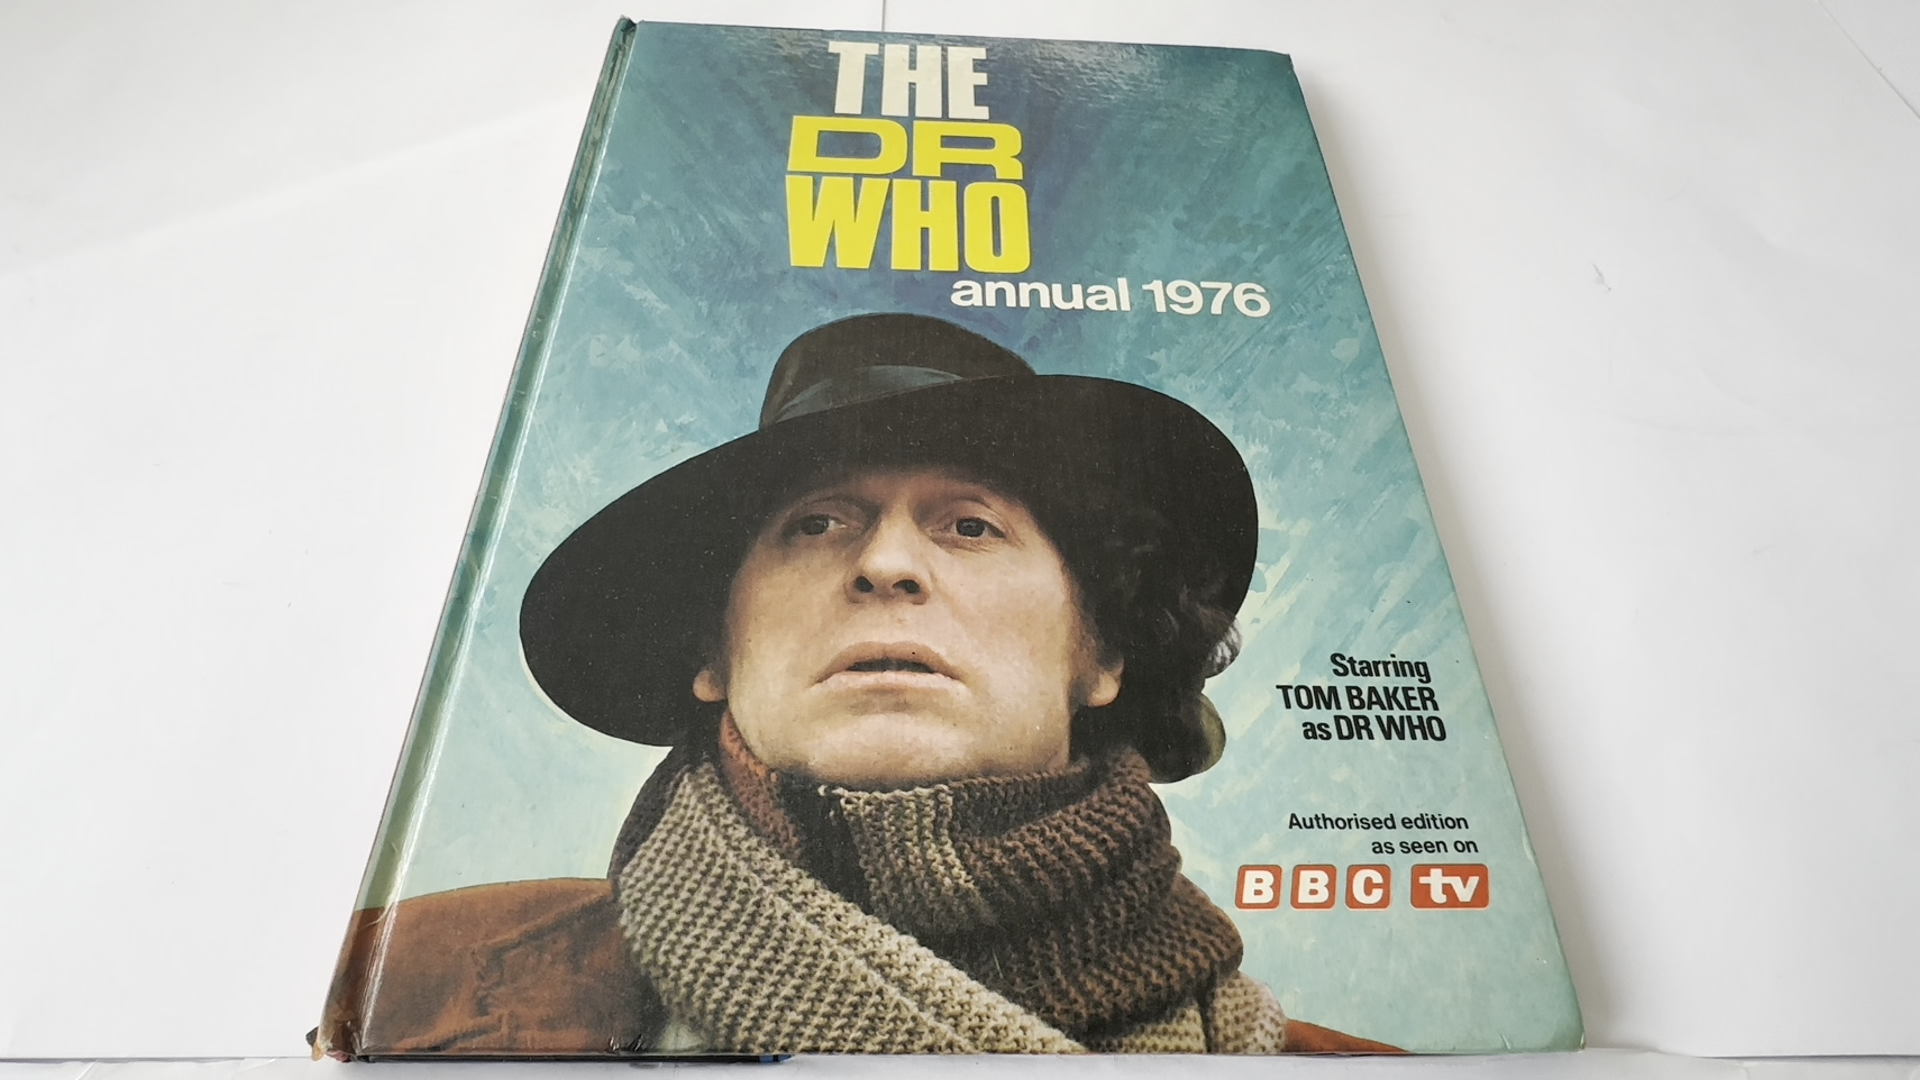 THE
DR
WHO
annual 1976
Starring
TOM BAKER
as DR WHO
Authorised edition
as seen on
BBC tv